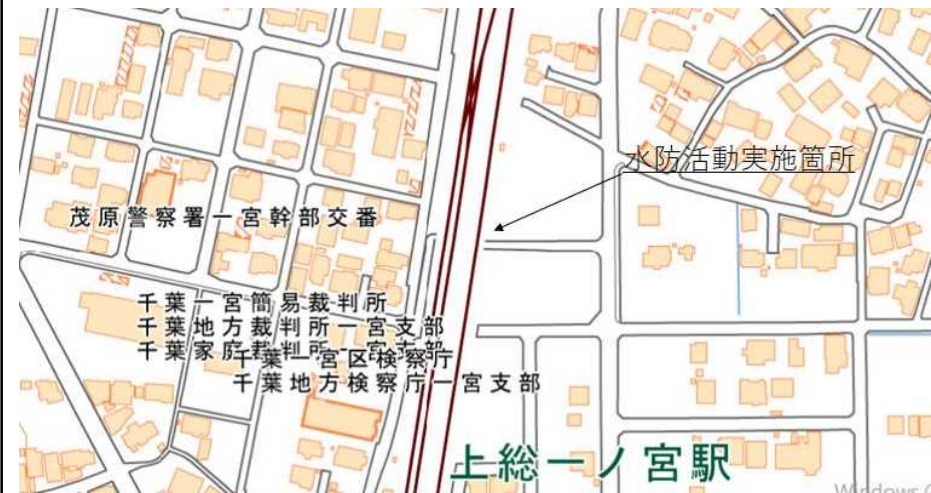 水防活動実施箇所
茂原警察署一宮幹部交番
千葉一宮簡易裁判所
千葉地方裁判所一宮支部
千葉家庭裁判所一宮支部
千葉一宮区検察庁
千葉地方検察庁一宮支部
上総一ノ宮駅
Windows